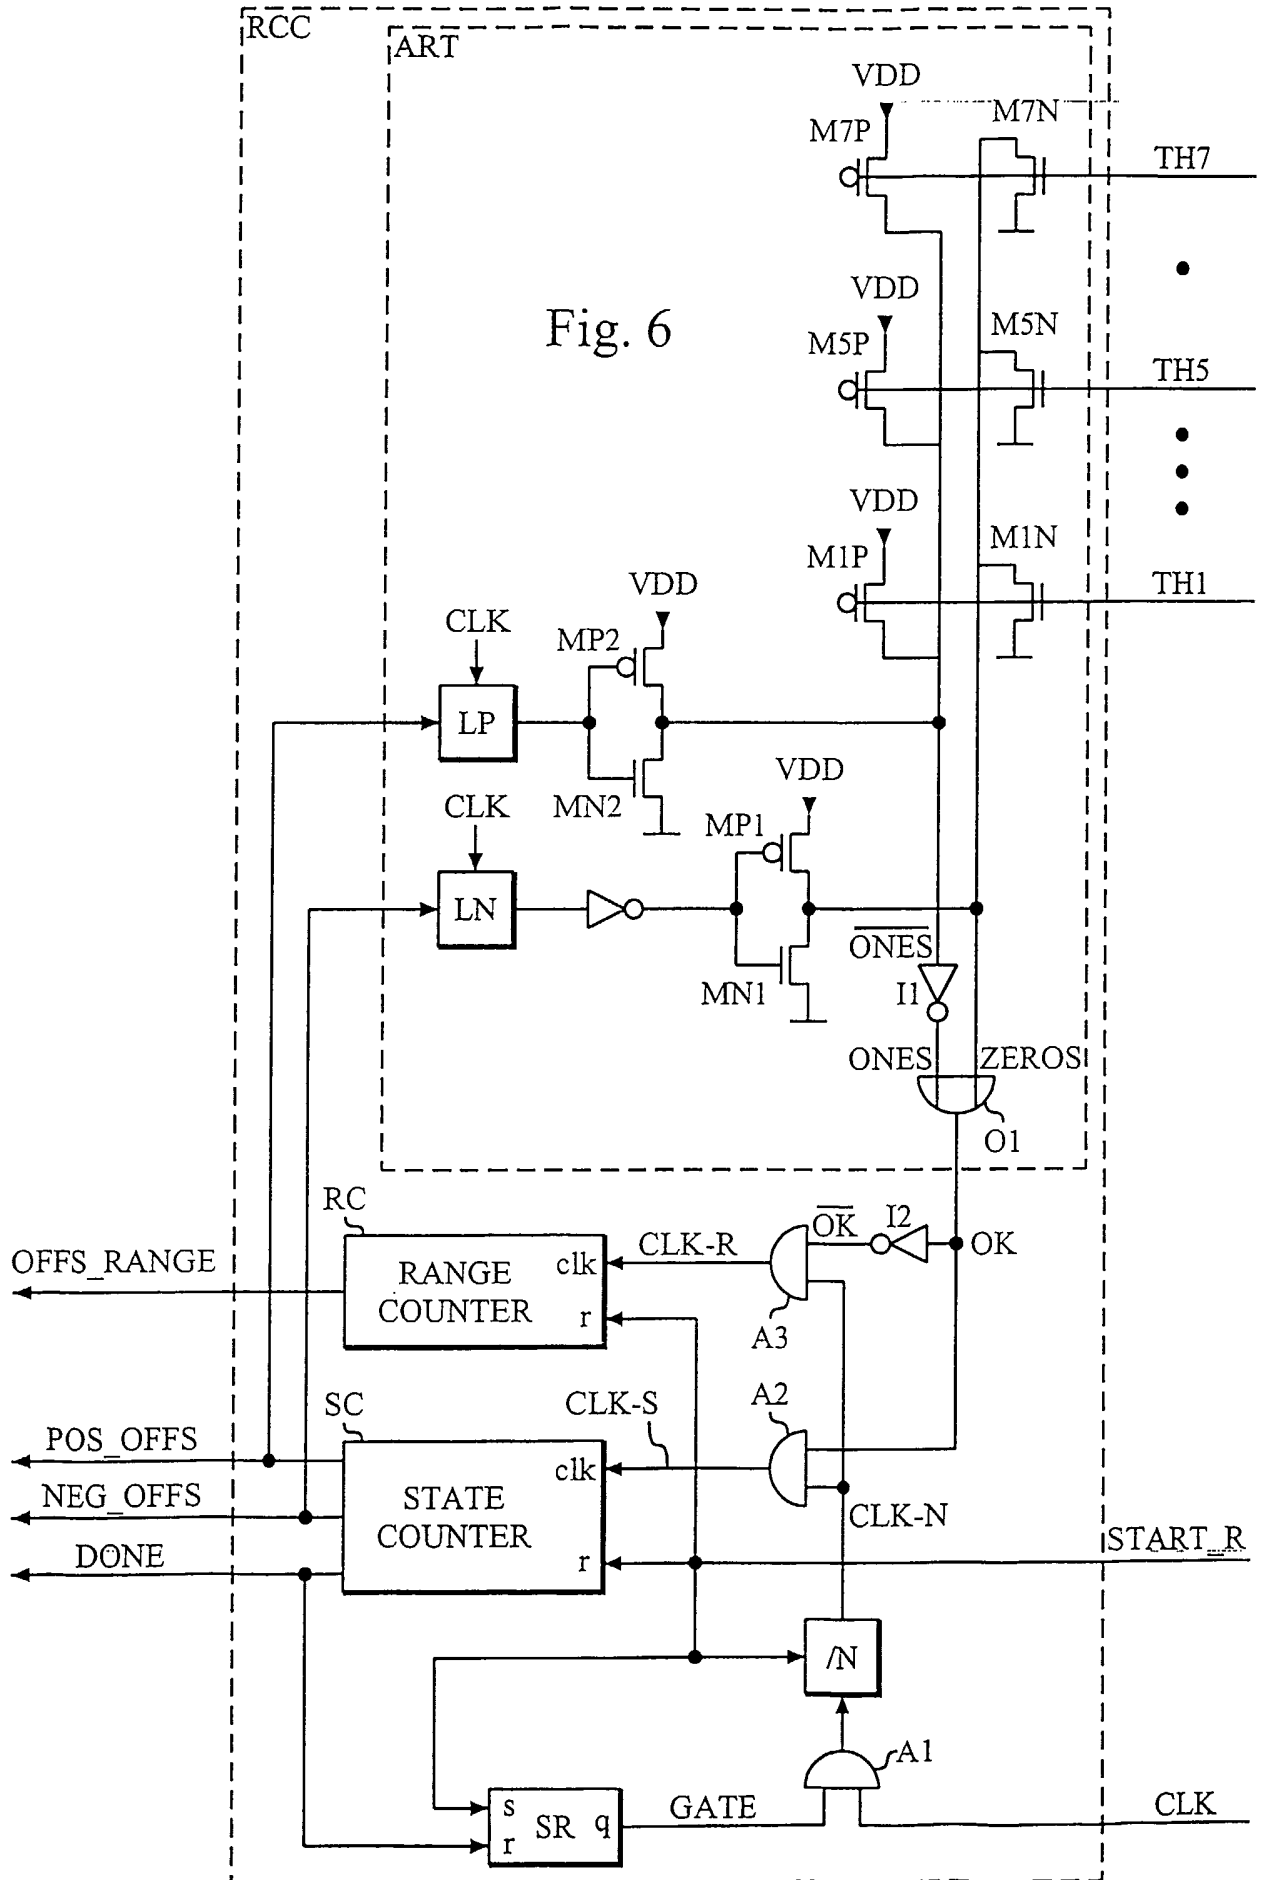 RCC
ART
VDD
M7P
M7N
TH7
Fig. 6
VDD
M5P
M5N
TH5
VDD
M1P
M1N
TH1
CLK
MP2
VDD
LP
MN2
CLK
VDD
MP1
LN
MN1
ONES
I1
ONES
ZEROS
O1
RC
OK
I2
OK
OFFS_RANGE
RANGE
COUNTER
clk
r
CLK-R
A3
SC
CLK-S
A2
POS_OFFS
NEG_OFFS
DONE
STATE
COUNTER
clk
r
CLK-N
START_R
/N
A1
s
r
SR
q
GATE
CLK